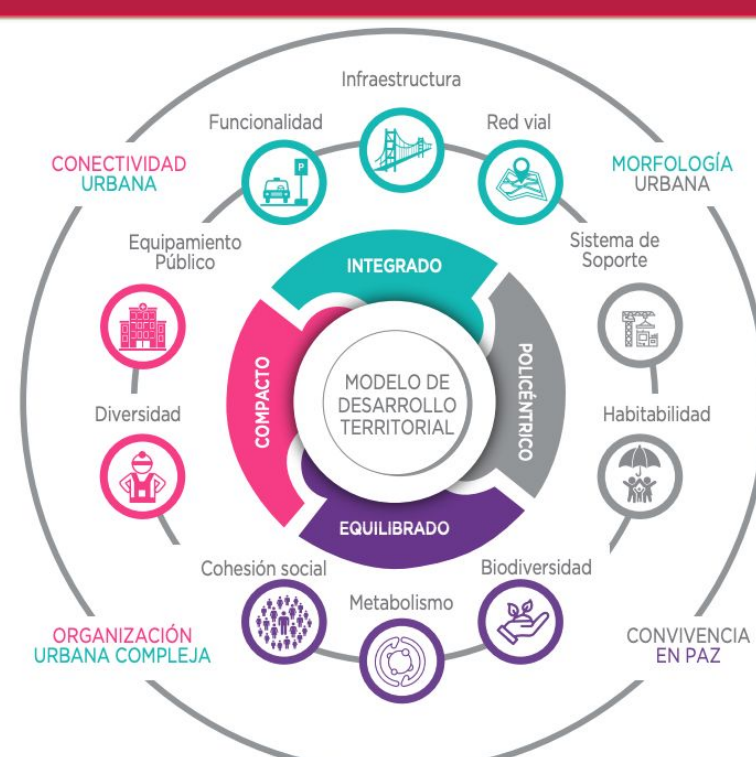 Infraestructura
Funcionalidad
Red vial
CONECTIVIDAD
URBANA
MORFOLOGÍA
URBANA
Equipamiento
Público
Sistema de
Soporte
INTEGRADO
COMPACTO
POLICÉNTRICO
MODELO DE
DESARROLLO
TERRITORIAL
Diversidad
Habitabilidad
EQUILIBRADO
Cohesión social
Biodiversidad
Metabolismo
ORGANIZACIÓN
URBANA COMPLEJA
CONVIVENCIA
EN PAZ
P